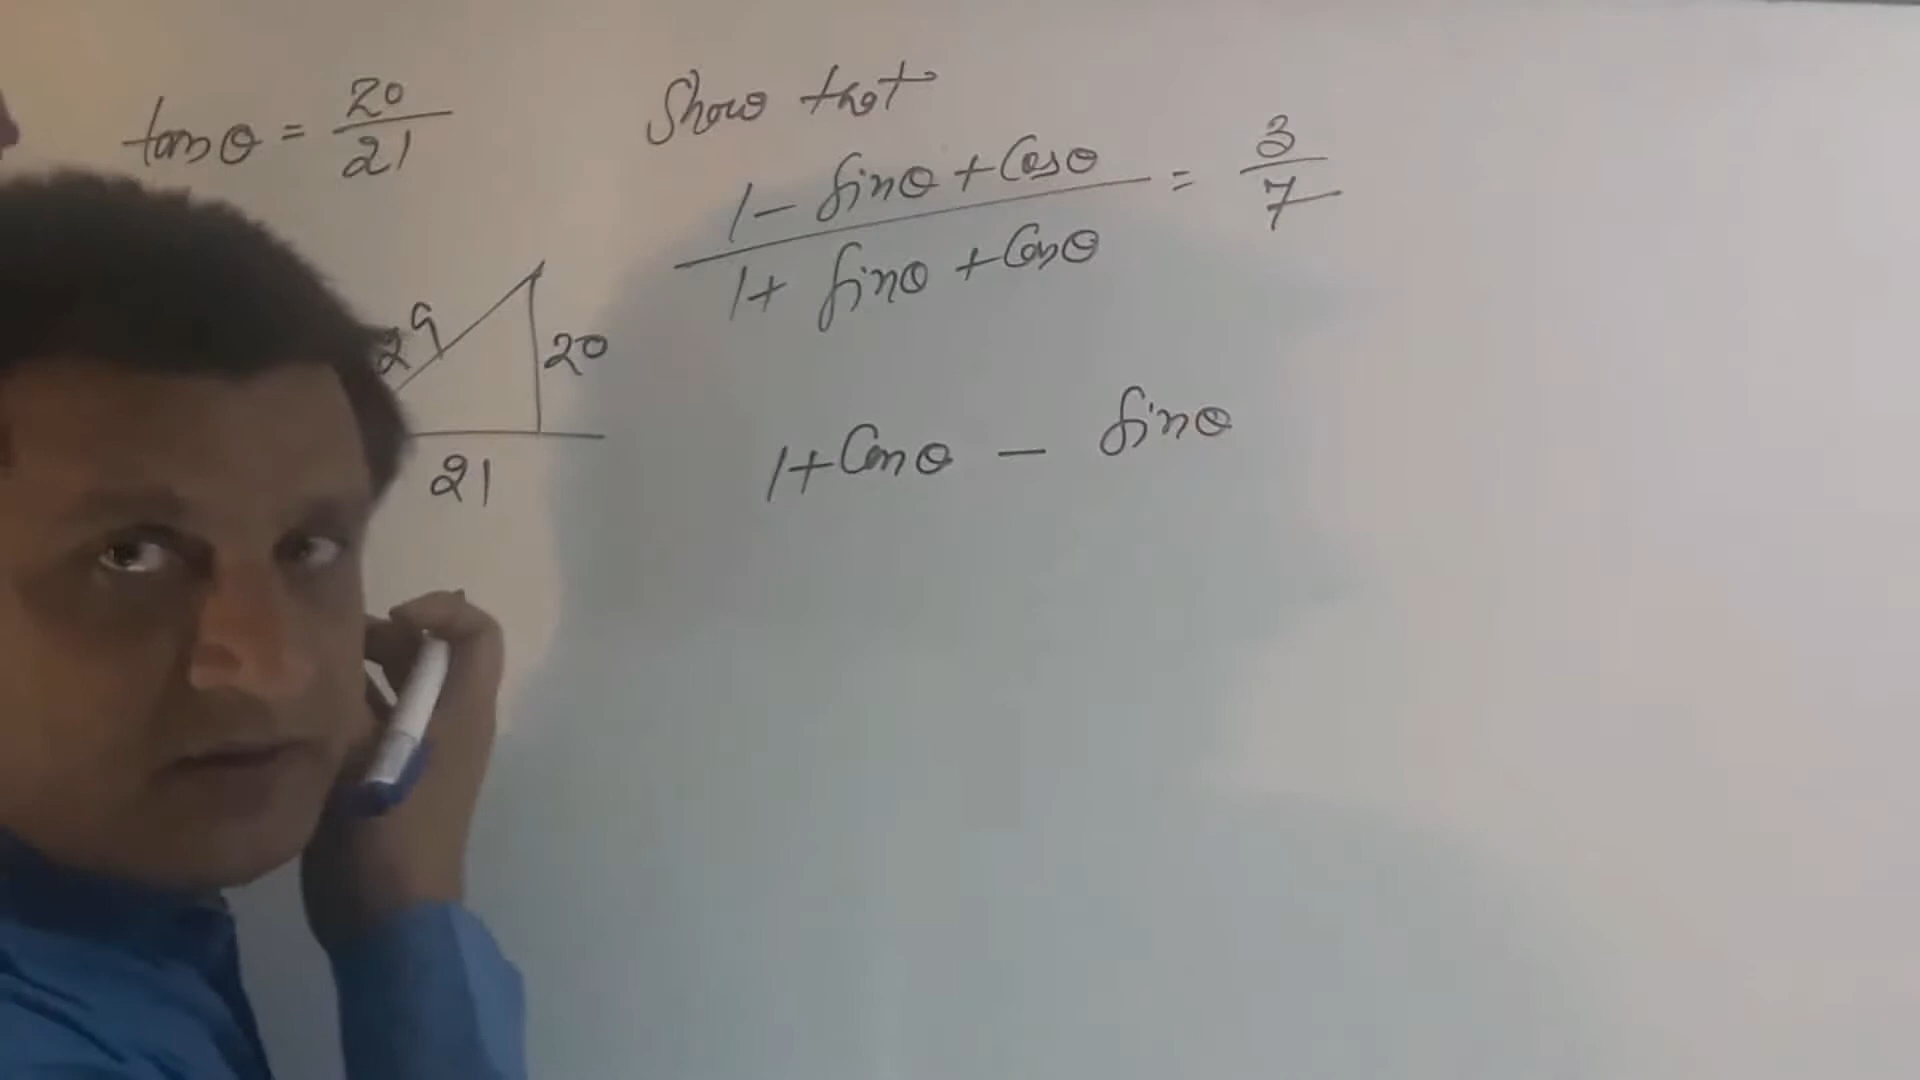 tanθ = 20/21
Show that
1 - sinθ + cosθ / 1 + sinθ + cosθ = 3/7
29
20
21
1 + cosθ - sinθ